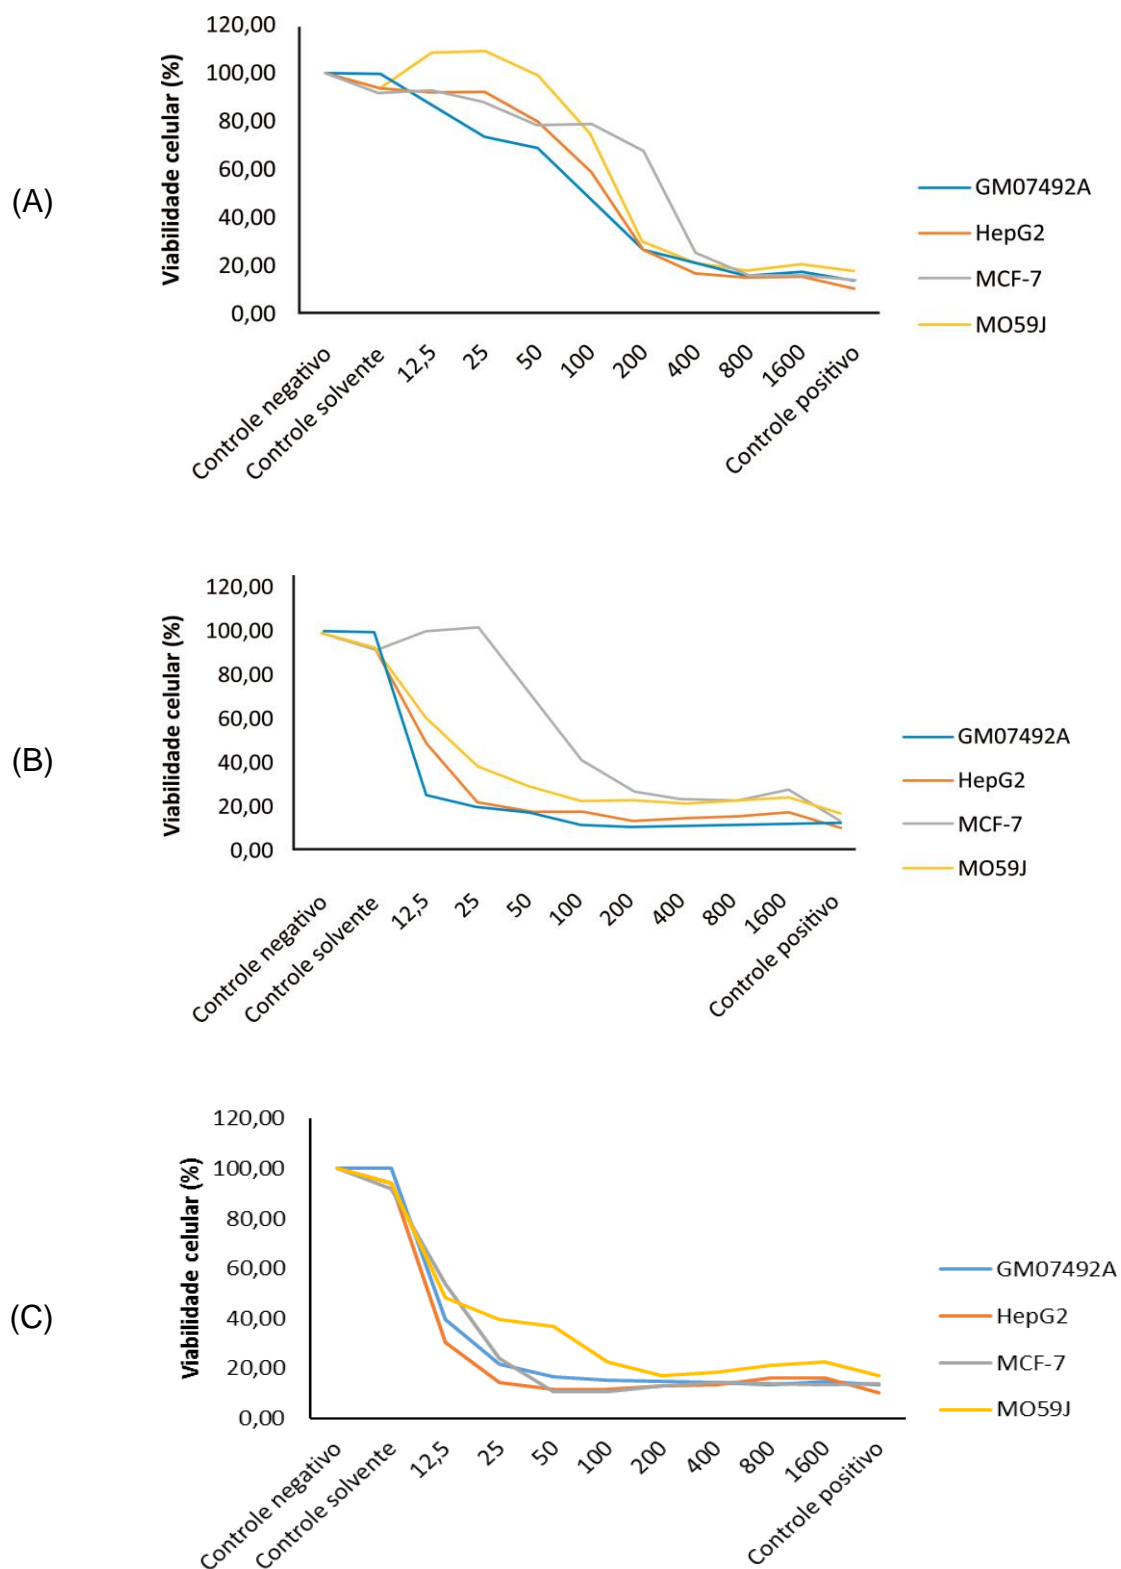 (A)
Viabilidade celular (%)
120,00
100,00
80,00
60,00
40,00
20,00
0,00
Controle negativo
Controle solvente
12,5
25
50
100
200
400
800
1600
Controle positivo
GM07492A
HepG2
MCF-7
MO59J
(B)
Viabilidade celular (%)
120,00
100,00
80,00
60,00
40,00
20,00
0,00
Controle negativo
Controle solvente
12,5
25
50
100
200
400
800
1600
Controle positivo
GM07492A
HepG2
MCF-7
MO59J
(C)
Viabilidade celular (%)
120,00
100,00
80,00
60,00
40,00
20,00
0,00
Controle negativo
Controle solvente
12,5
25
50
100
200
400
800
1600
Controle positivo
GM07492A
HepG2
MCF-7
MO59J